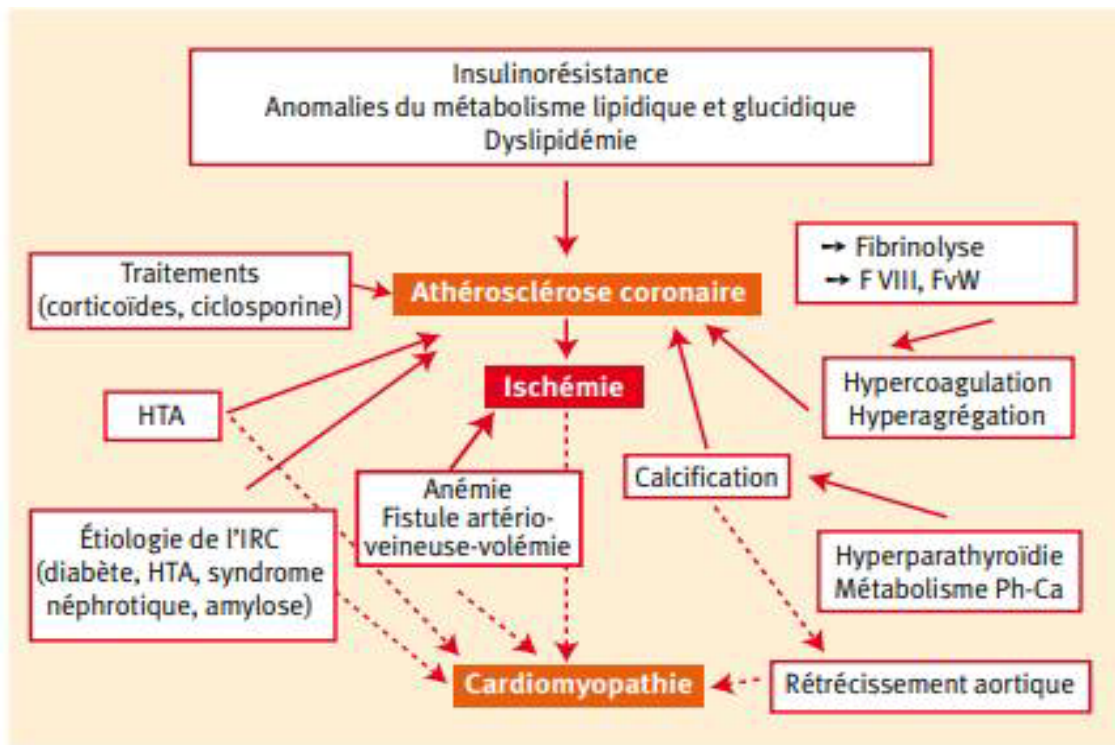 Insulinorésistance
Anomalies du métabolisme lipidique et glucidique
Dyslipidémie
→ Fibrinolyse
→ F VIII, FvW
Traitements
(corticoïdes, ciclosporine)
Athérosclérose coronaire
Ischémie
Hypercoagulation
Hyperagrégation
HTA
Calcification
Anémie
Fistule artério-
veineuse-volémie
Étiologie de l'IRC
(diabète, HTA, syndrome
néphrotique, amylose)
Hyperparathyroïdie
Métabolisme Ph-Ca
Cardiomyopathie
Rétrécissement aortique